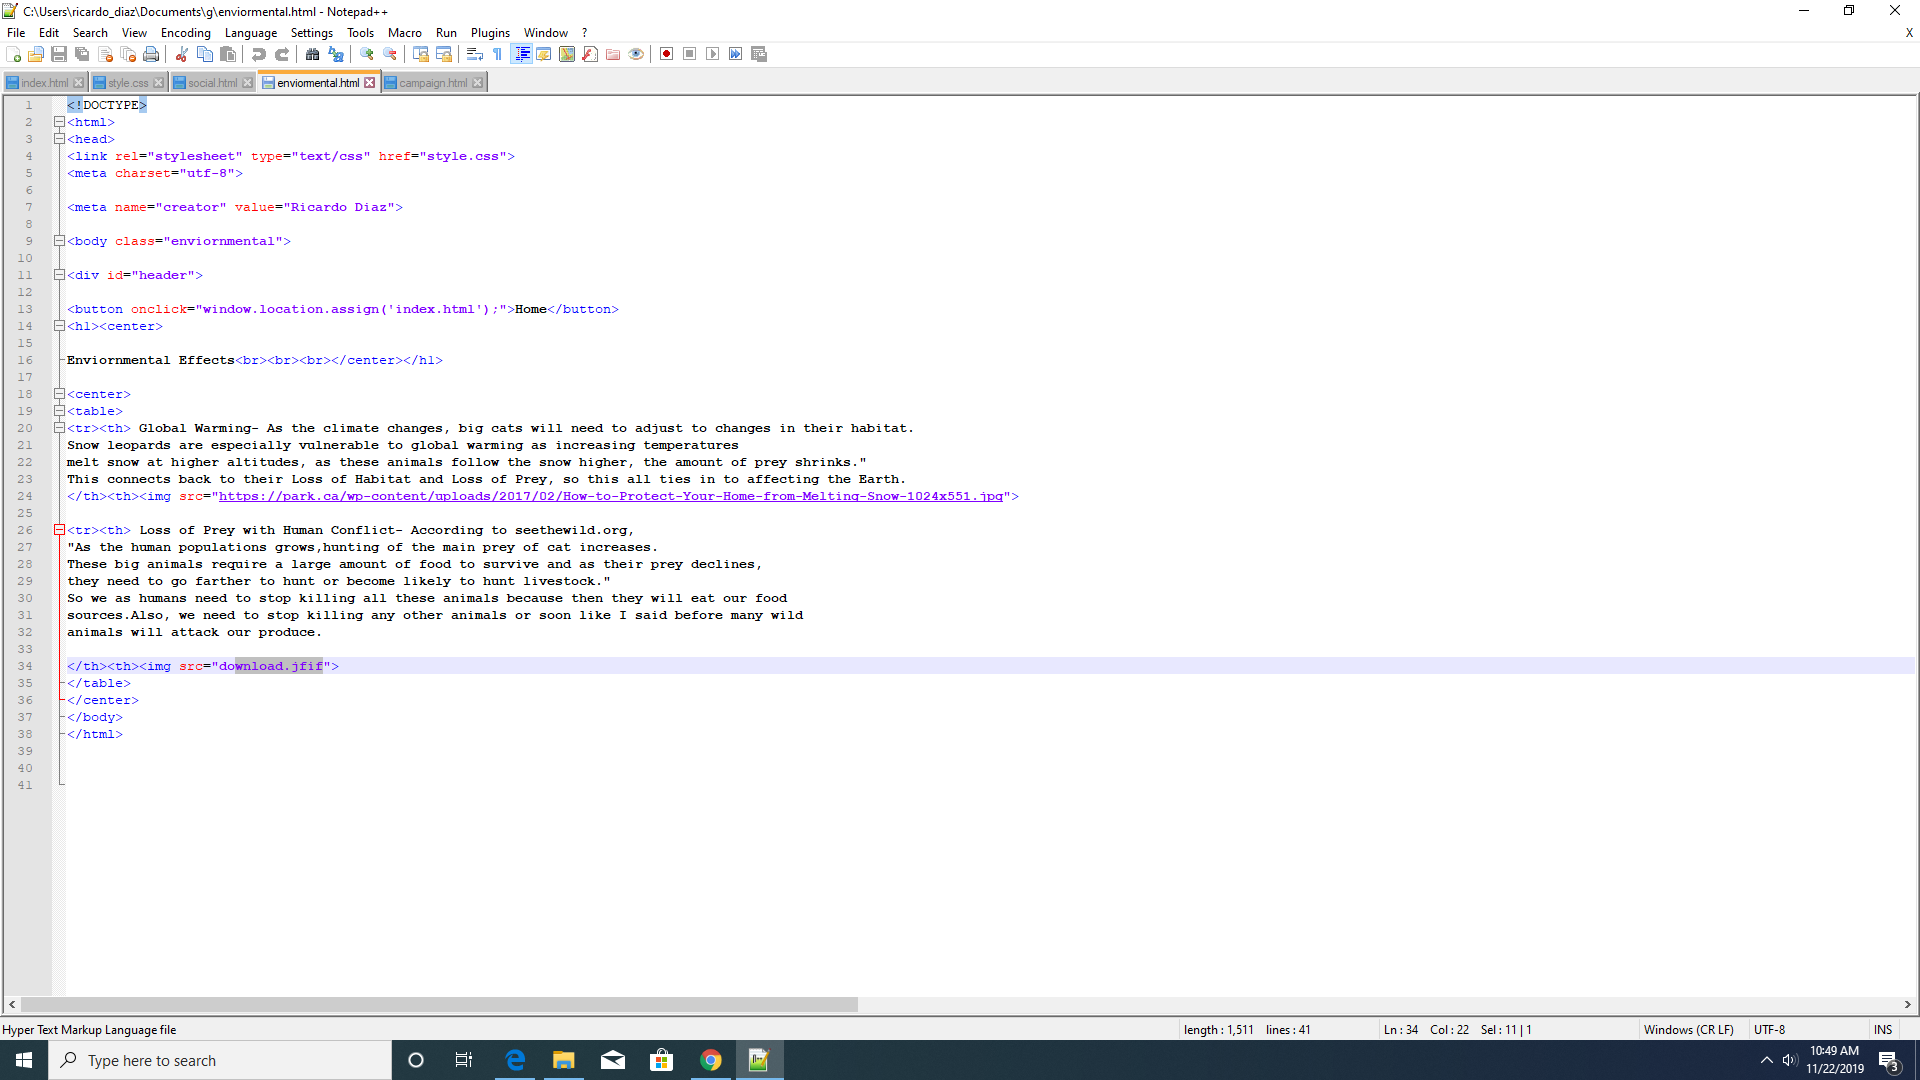 C:\Users\ricardo_diaz\Documents\g\enviormental.html - Notepad++
File Edit Search View Encoding Language Settings Tools Macro Run Plugins Window ? X
index.html style.css social.html enviormental.html campaign.html
1 <!DOCTYPE>
2 <html>
3 <head>
4 <link rel="stylesheet" type="text/css" href="style.css">
5 <meta charset="utf-8">
6
7 <meta name="creator" value="Ricardo Diaz">
8
9 <body class="enviornmental">
10
11 <div id="header">
12
13 <button onclick="window.location.assign('index.html');">Home</button>
14 <h1><center>
15
16 Enviornmental Effects<br><br><br></center></h1>
17
18 <center>
19 <table>
20 <tr><th> Global Warming- As the climate changes, big cats will need to adjust to changes in their habitat.
21 Snow leopards are especially vulnerable to global warming as increasing temperatures
22 melt snow at higher altitudes, as these animals follow the snow higher, the amount of prey shrinks."
23 This connects back to their Loss of Habitat and Loss of Prey, so this all ties in to affecting the Earth.
24 </th><th><img src="https://park.ca/wp-content/uploads/2017/02/How-to-Protect-Your-Home-from-Melting-Snow-1024x551.jpg">
25
26 <tr><th> Loss of Prey with Human Conflict- According to seethewild.org,
27 "As the human populations grows,hunting of the main prey of cat increases.
28 These big animals require a large amount of food to survive and as their prey declines,
29 they need to go farther to hunt or become likely to hunt livestock."
30 So we as humans need to stop killing all these animals because then they will eat our food
31 sources.Also, we need to stop killing any other animals or soon like I said before many wild
32 animals will attack our produce.
33
34 </th><th><img src="download.jfif">
35 </table>
36 </center>
37 </body>
38 </html>
39
40
41
Hyper Text Markup Language file length : 1,511 lines : 41 Ln : 34 Col : 22 Sel : 11 | 1 Windows (CR LF) UTF-8 INS
Type here to search
10:49 AM
11/22/2019
3